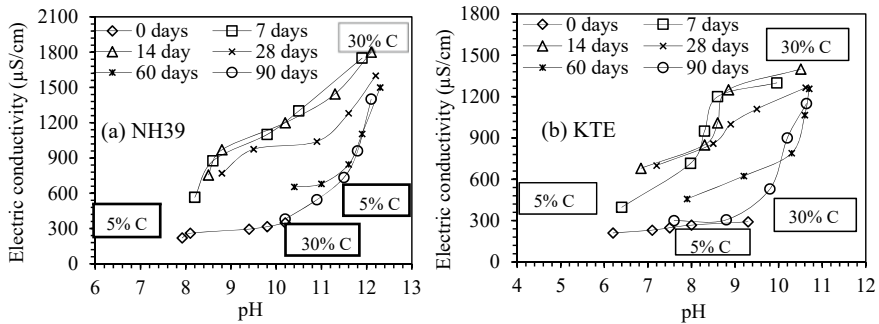 0 days 7 days
14 day 28 days
60 days 90 days
30% C
Electric conductivity (µS/cm)
2100
1800
1500
1200
900
600
300
0
(a) NH39
5% C
5% C
30% C
6 7 8 9 10 11 12 13
pH
0 days 7 days
14 days 28 days
60 days 90 days
30% C
Electric conductivity (µS/cm)
1800
1500
1200
900
600
300
0
(b) KTE
5% C
30% C
5% C
4 5 6 7 8 9 10 11 12
pH